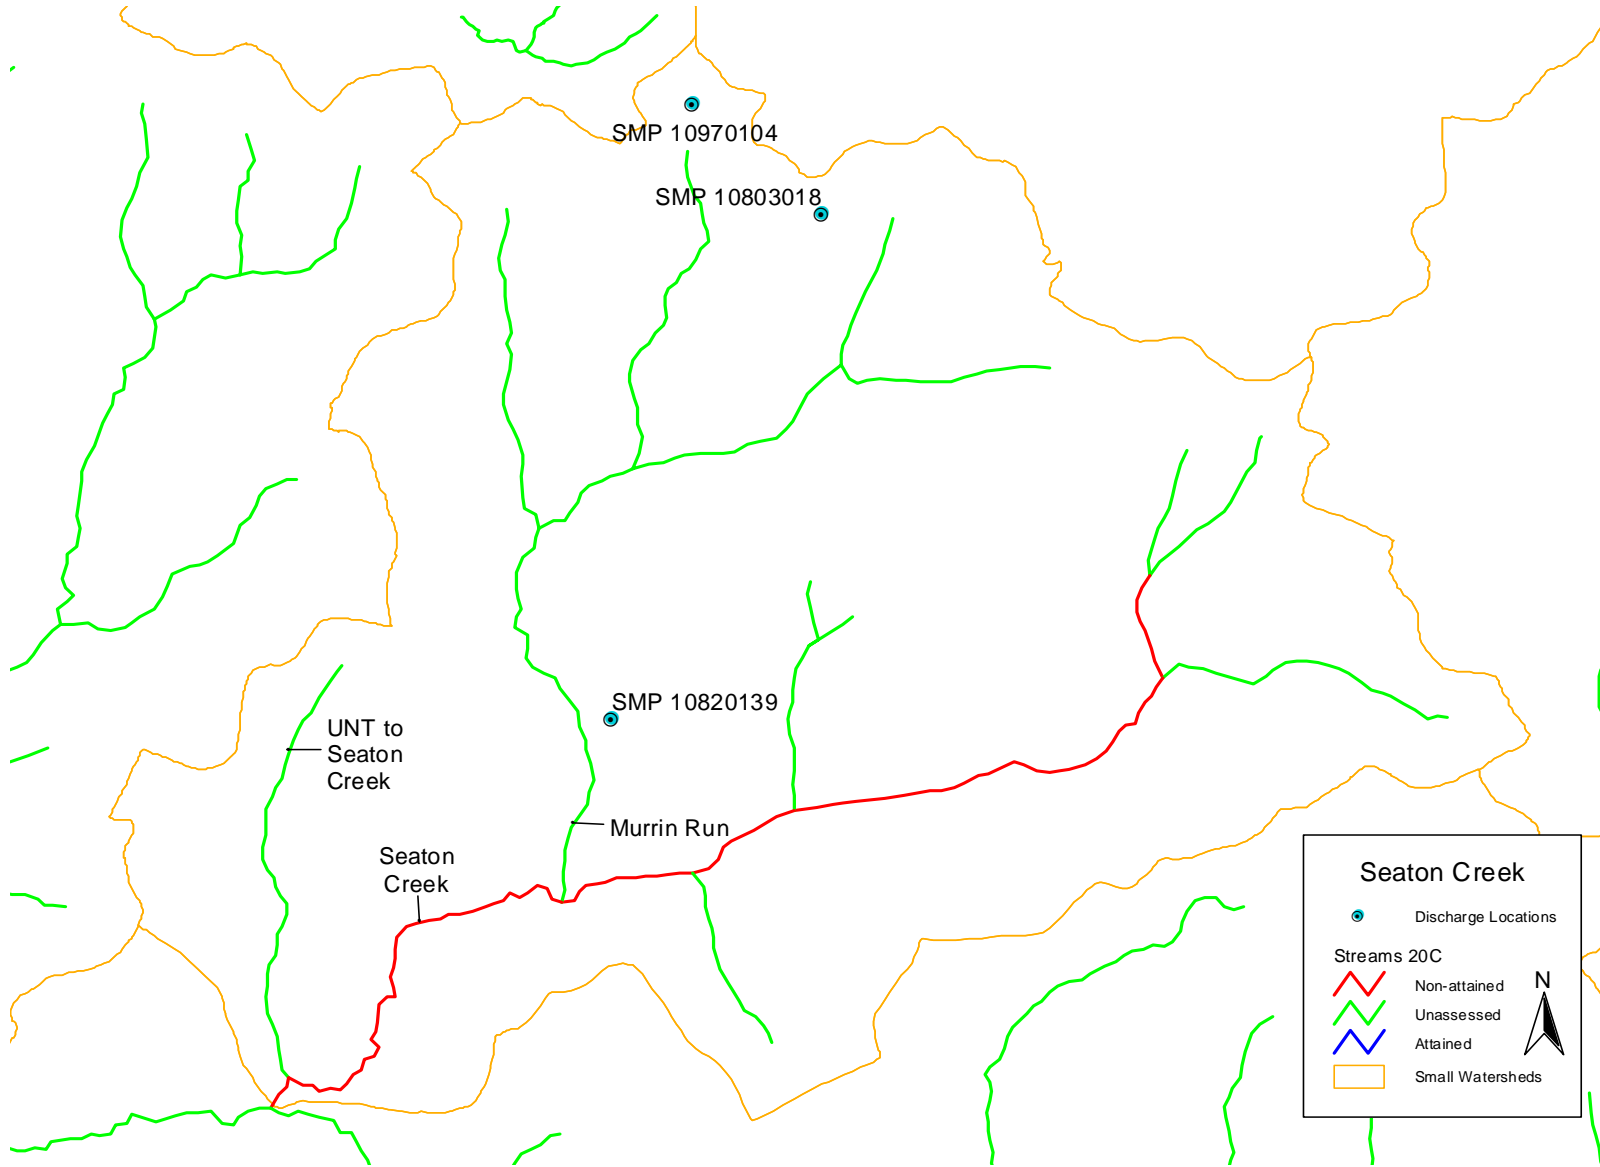 SMP 10970104
SMP 10803018
SMP 10820139
UNT to
Seaton
Creek
Murrin Run
Seaton
Creek
Seaton Creek
Discharge Locations
Streams 20C
Non-attained
N
Unassessed
Attained
Small Watersheds